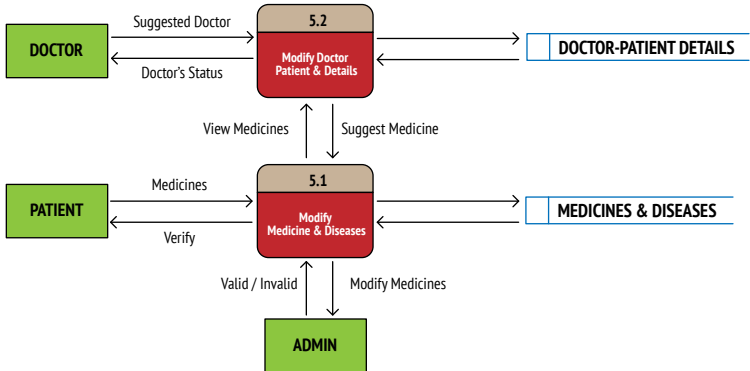 Suggested Doctor
5.2
DOCTOR
Modify Doctor
Patient & Details
DOCTOR-PATIENT DETAILS
Doctor's Status
View Medicines
Suggest Medicine
5.1
Medicines
PATIENT
Modify
Medicine & Diseases
MEDICINES & DISEASES
Verify
Valid / Invalid
Modify Medicines
ADMIN